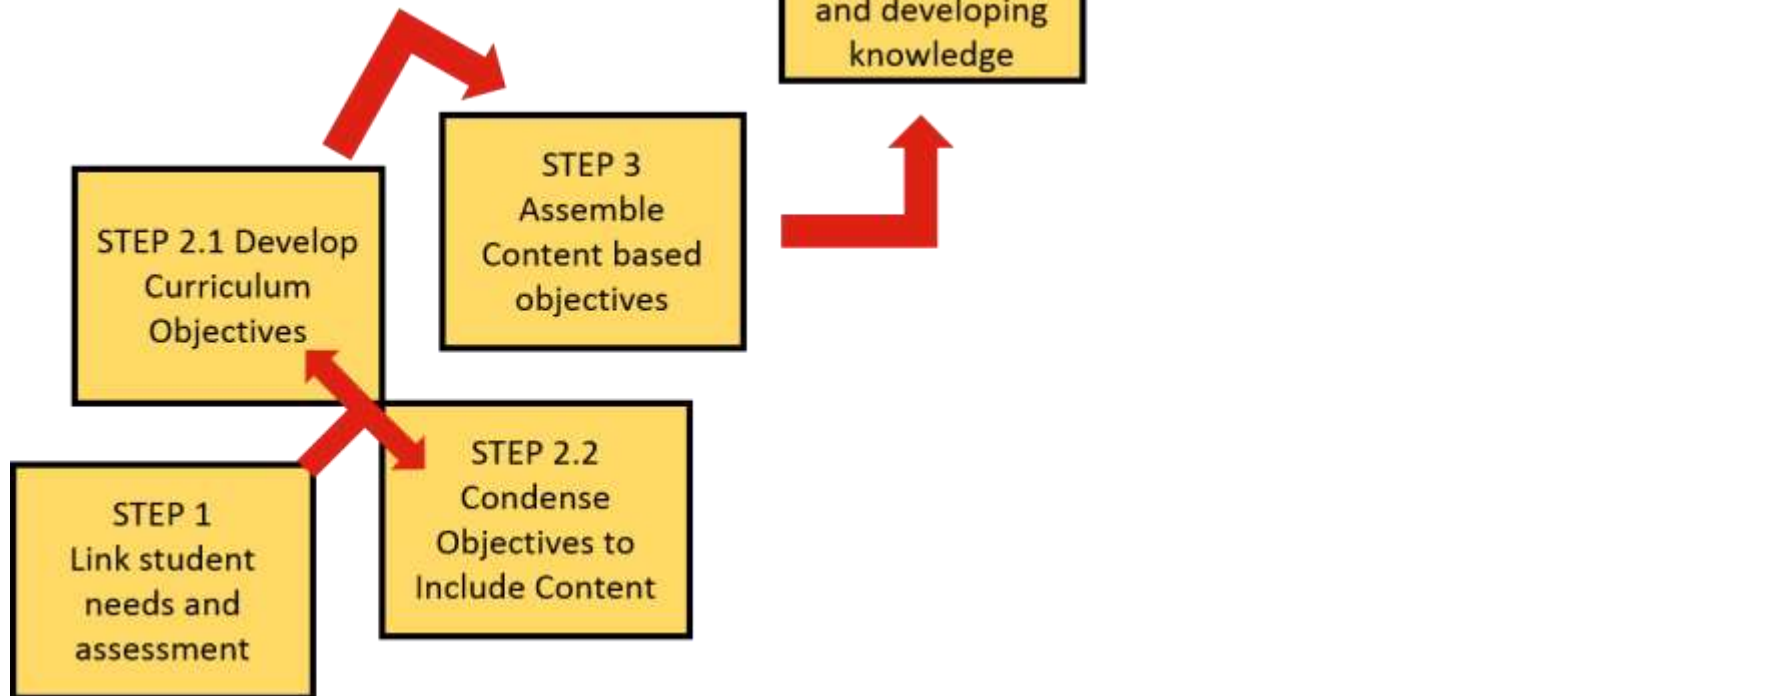 and developing
knowledge
STEP 3
Assemble
Content based
objectives
STEP 2.1 Develop
Curriculum
Objectives
STEP 2.2
Condense
Objectives to
Include Content
STEP 1
Link student
needs and
assessment